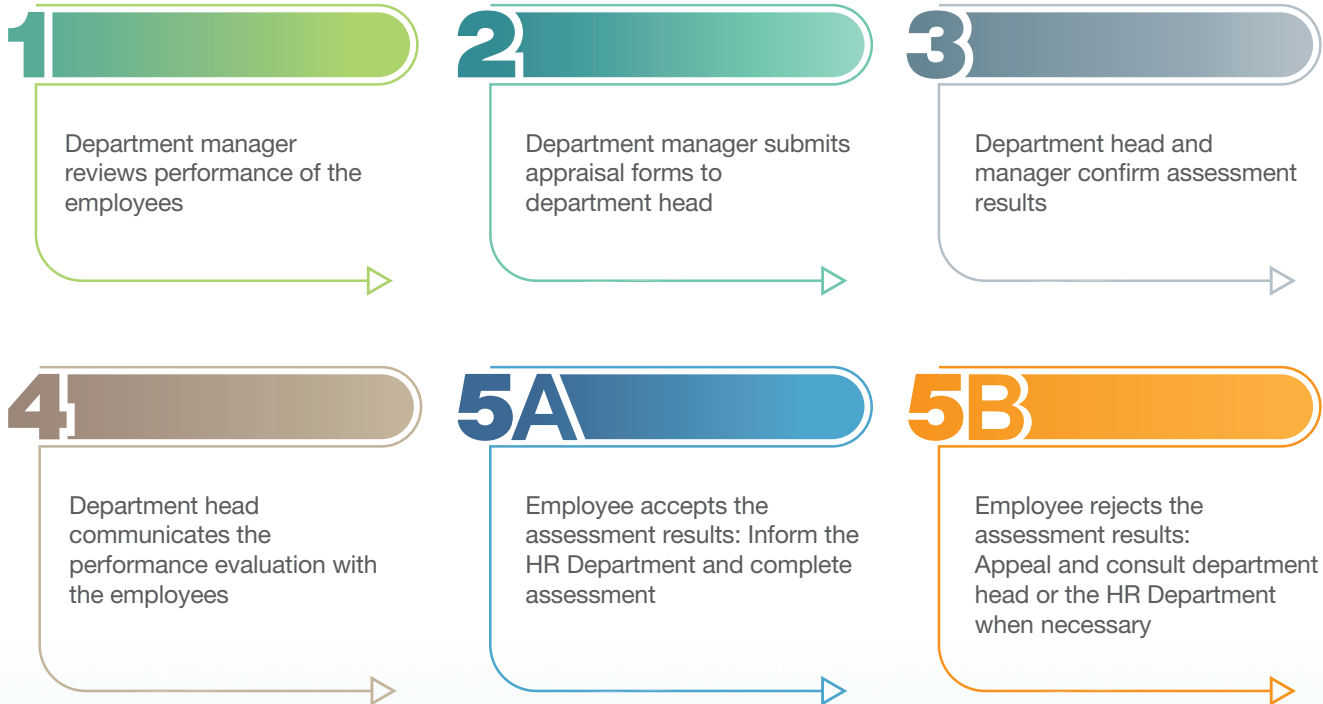 1
Department manager
reviews performance of the
employees
2
Department manager submits
appraisal forms to
department head
3
Department head and
manager confirm assessment
results
4
Department head
communicates the
performance evaluation with
the employees
5A
Employee accepts the
assessment results: Inform the
HR Department and complete
assessment
5B
Employee rejects the
assessment results:
Appeal and consult department
head or the HR Department
when necessary